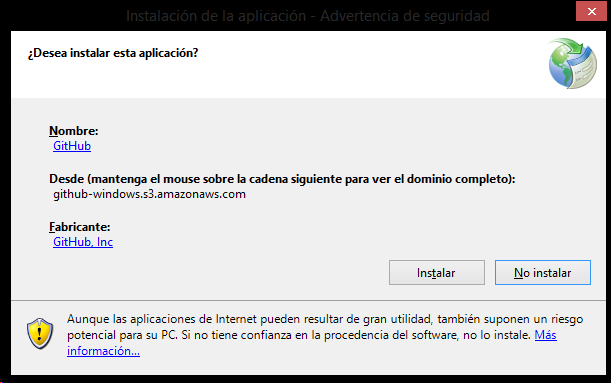 Instalación de la aplicación - Advertencia de seguridad
¿Desea instalar esta aplicación?
Nombre:
GitHub
Desde (mantenga el mouse sobre la cadena siguiente para ver el dominio completo):
github-windows.s3.amazonaws.com
Fabricante:
GitHub, Inc
Instalar
No instalar
Aunque las aplicaciones de Internet pueden resultar de gran utilidad, también suponen un riesgo
potencial para su PC. Si no tiene confianza en la procedencia del software, no lo instale. Más
información...